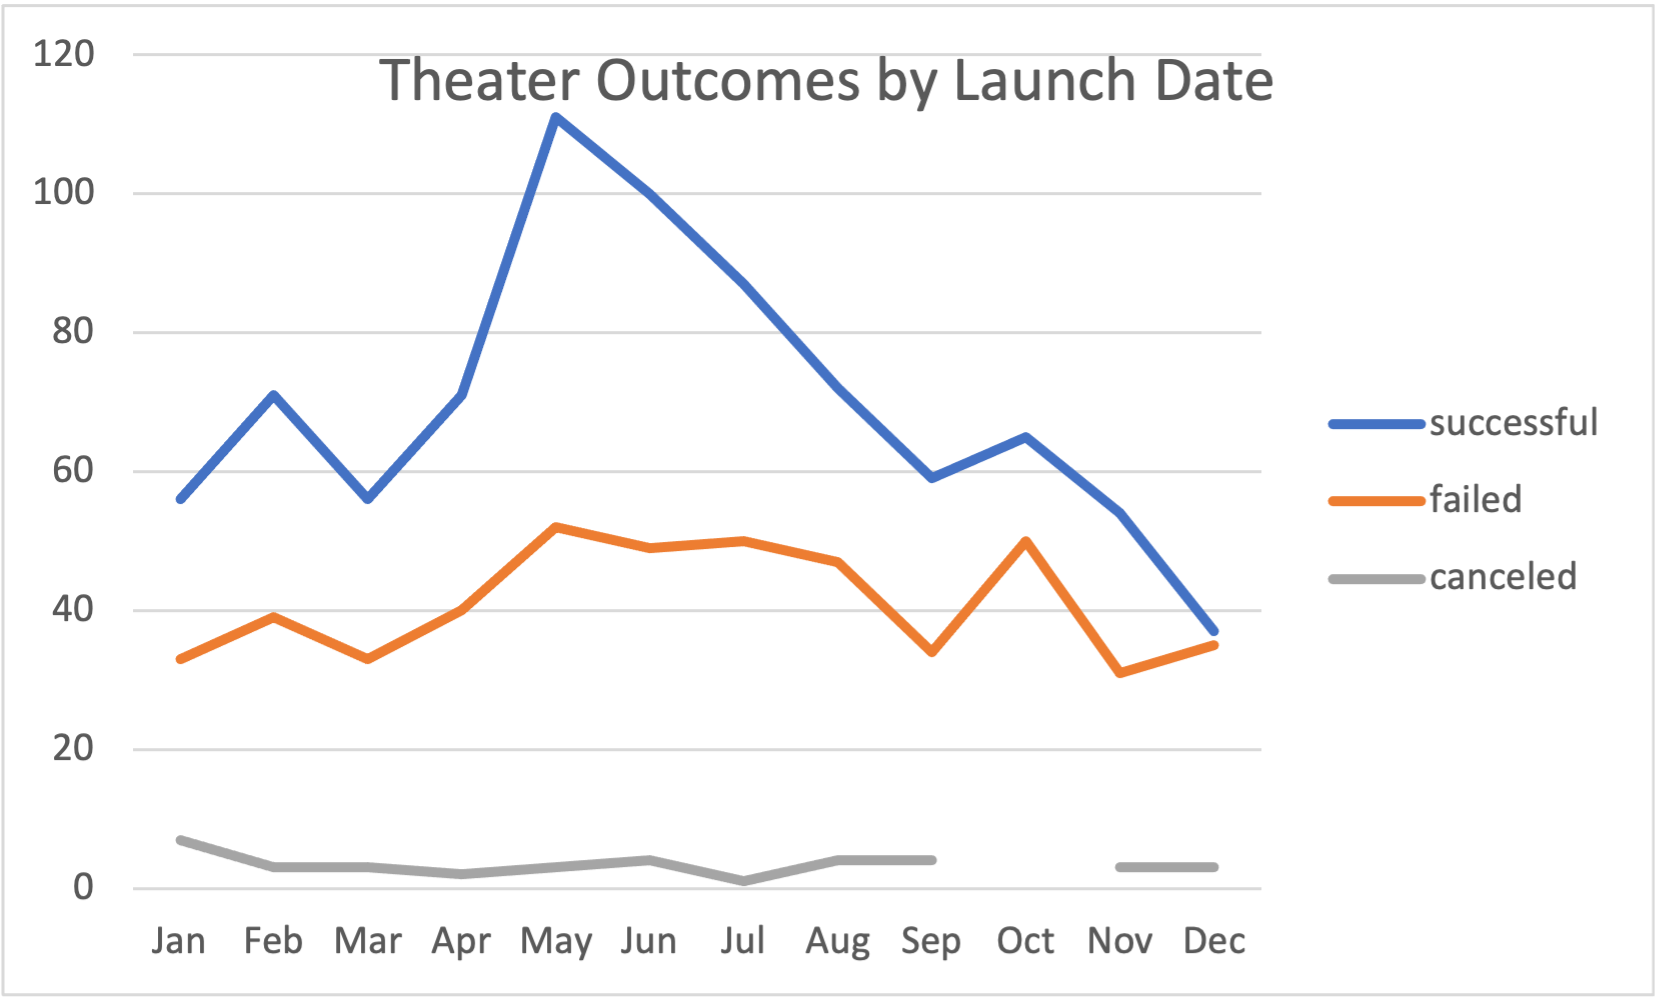 Theater Outcomes by Launch Date
120
100
80
60
40
20
0
Jan Feb Mar Apr May Jun Jul Aug Sep Oct Nov Dec
successful
failed
canceled